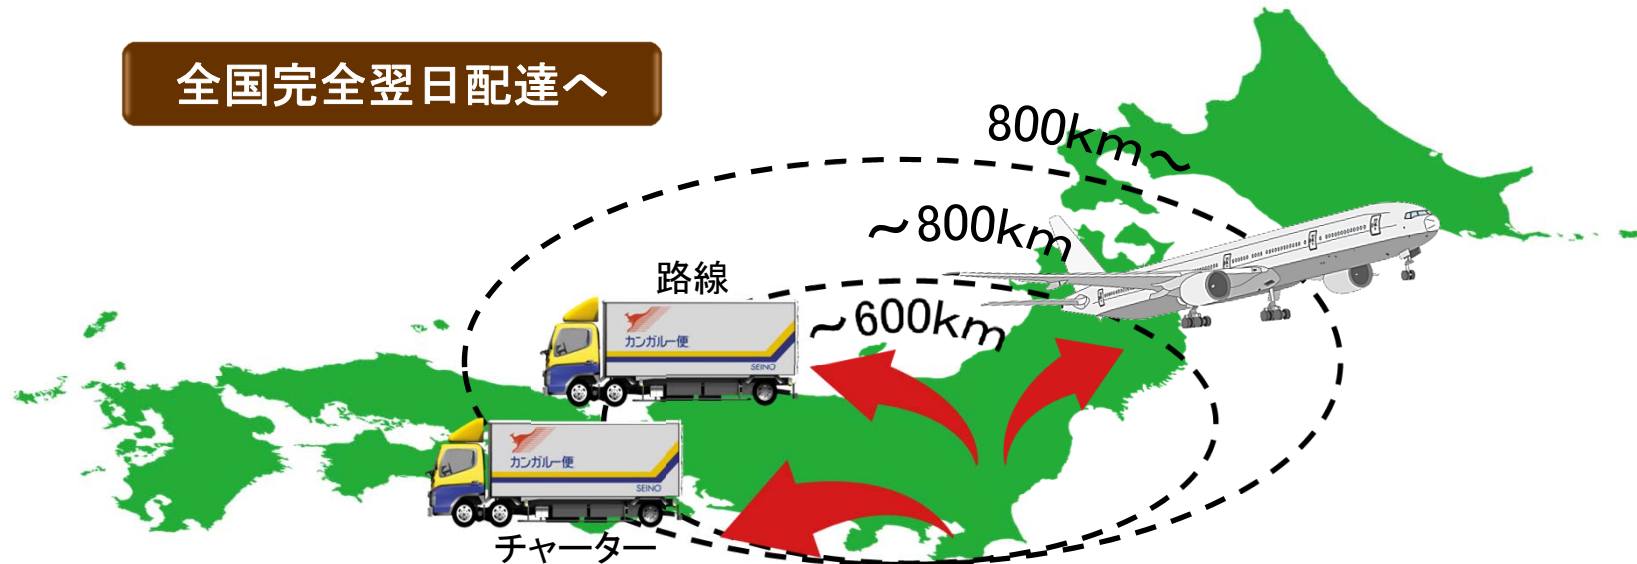 全国完全翌日配達へ
800km~
~800km
路線
~600km
カンガルー便
SEINO
カンガルー便
SEINO
チャーター